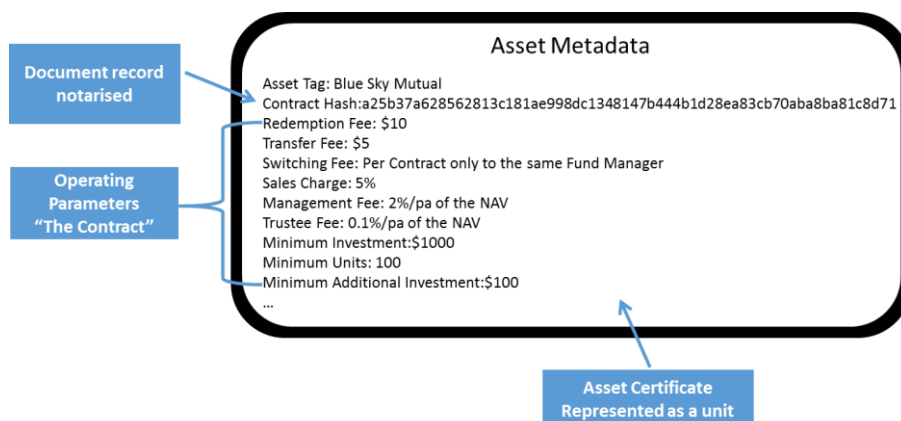 Asset Metadata
Document record
notarised
Asset Tag: Blue Sky Mutual
Contract Hash:a25b37a628562813c181ae998dc1348147b444b1d28ea83cb70aba8ba81c8d71
Redemption Fee: $10
Transfer Fee: $5
Switching Fee: Per Contract only to the same Fund Manager
Sales Charge: 5%
Management Fee: 2%/pa of the NAV
Trustee Fee: 0.1%/pa of the NAV
Minimum Investment:$1000
Minimum Units: 100
Minimum Additional Investment:$100
...
Operating
Parameters
“The Contract”
Asset Certificate
Represented as a unit